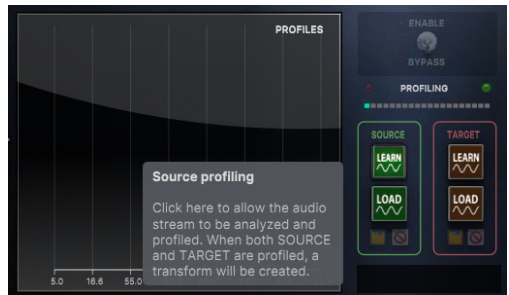 PROFILES
ENABLE
BYPASS
PROFILING
SOURCE
TARGET
LEARN
LEARN
LOAD
LOAD
Source profiling
Click here to allow the audio
stream to be analyzed and
profiled. When both SOURCE
and TARGET are profiled, a
transform will be created.
5.0 16.6 55.0